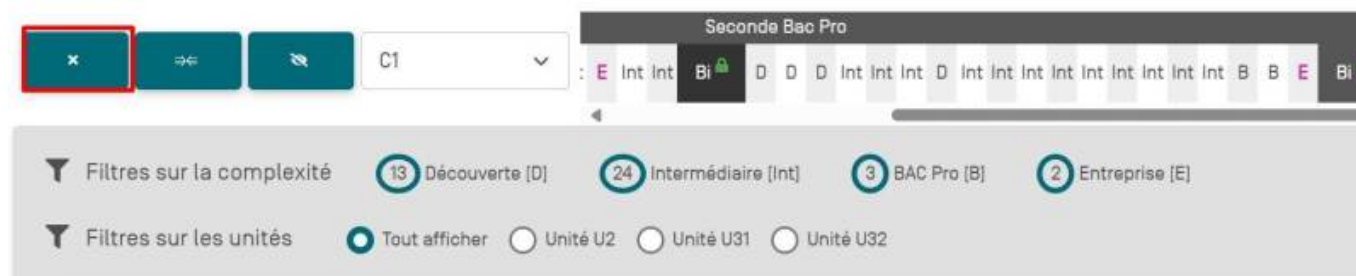 Seconde Bac Pro
C1
: E Int Int Bi D D D Int Int Int D Int Int Int Int Int Int Int Int Int B B E Bi
Filtres sur la complexité 13 Découverte [D] 24 Intermédiaire [Int] 3 BAC Pro [B] 2 Entreprise [E]
Filtres sur les unités Tout afficher Unité U2 Unité U31 Unité U32